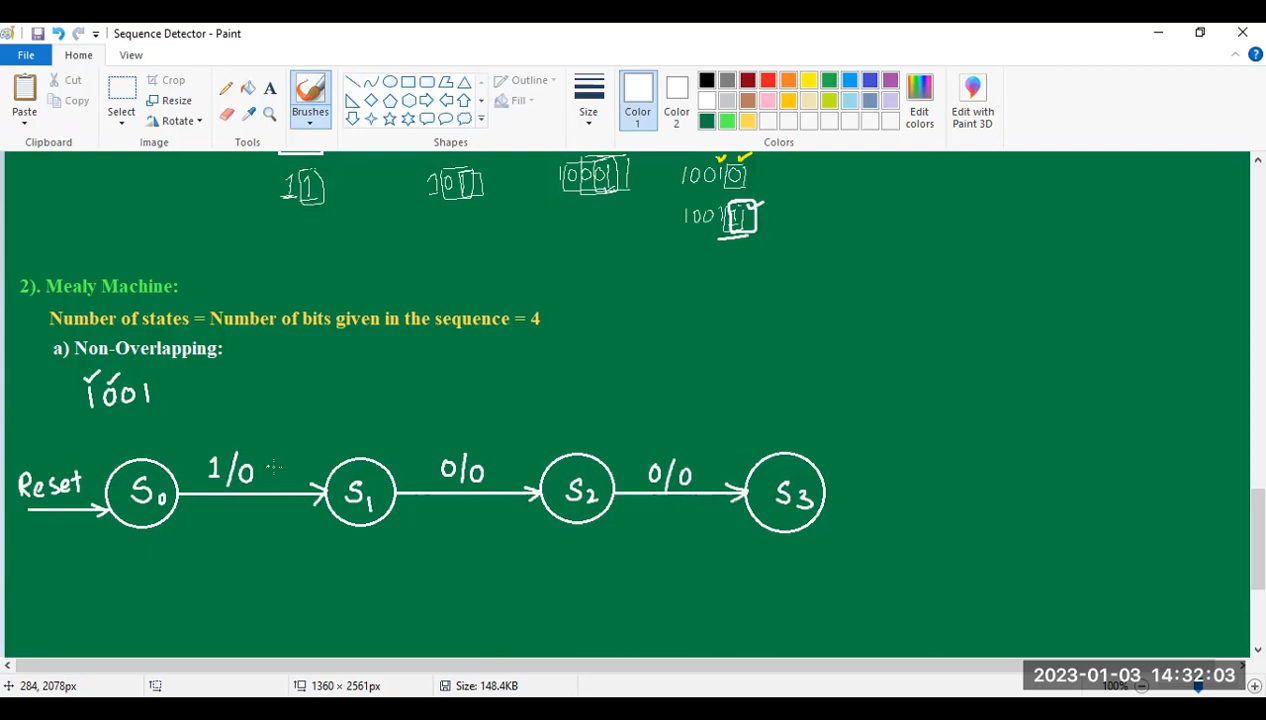 Sequence Detector - Paint
File Home View
Paste Cut Copy Select Crop Resize Rotate Brushes Outline Fill Size Color 1 Color 2 Edit colors Edit with Paint 3D
Clipboard Image Tools Shapes Colors
11 101 1000 10010
1001
2). Mealy Machine:
Number of states = Number of bits given in the sequence = 4
a) Non-Overlapping:
1001
Reset S0 1/0 S1 0/0 S2 0/0 S3
2023-01-03 14:32:03
284, 2078px 1360 × 2561px Size: 148.4KB 100%